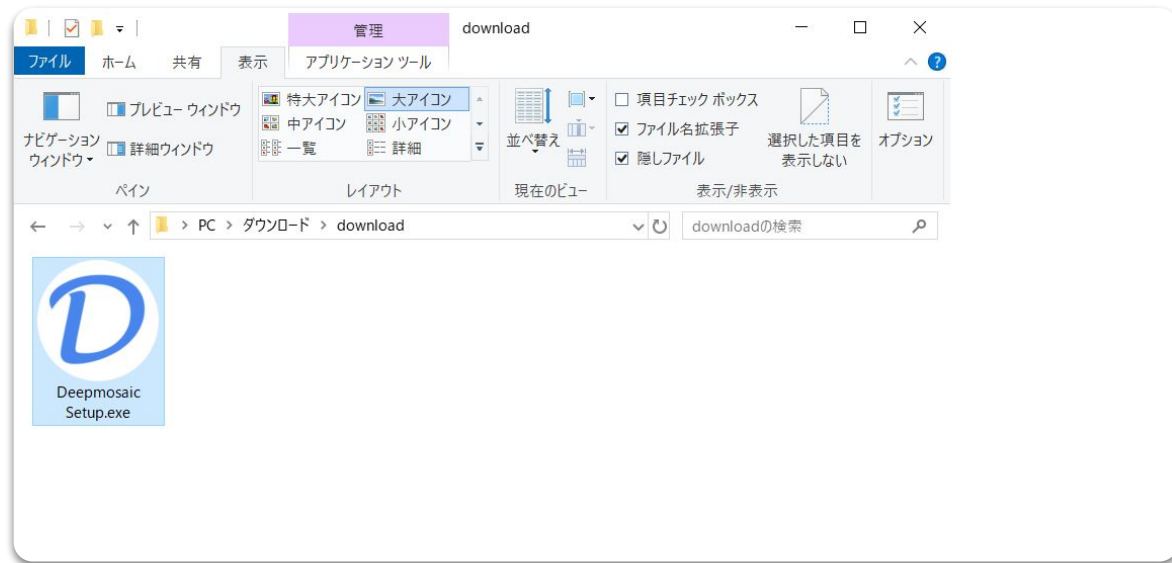 管理
download
ファイル
ホーム
共有
表示
アプリケーション ツール
ナビゲーション
ウィンドウ
プレビュー ウィンドウ
詳細ウィンドウ
ペイン
特大アイコン
大アイコン
中アイコン
小アイコン
一覧
詳細
レイアウト
並べ替え
現在のビュー
項目チェック ボックス
ファイル名拡張子
隠しファイル
選択した項目を
表示しない
表示/非表示
オプション
PC > ダウンロード > download
downloadの検索
D
Deepmosaic
Setup.exe